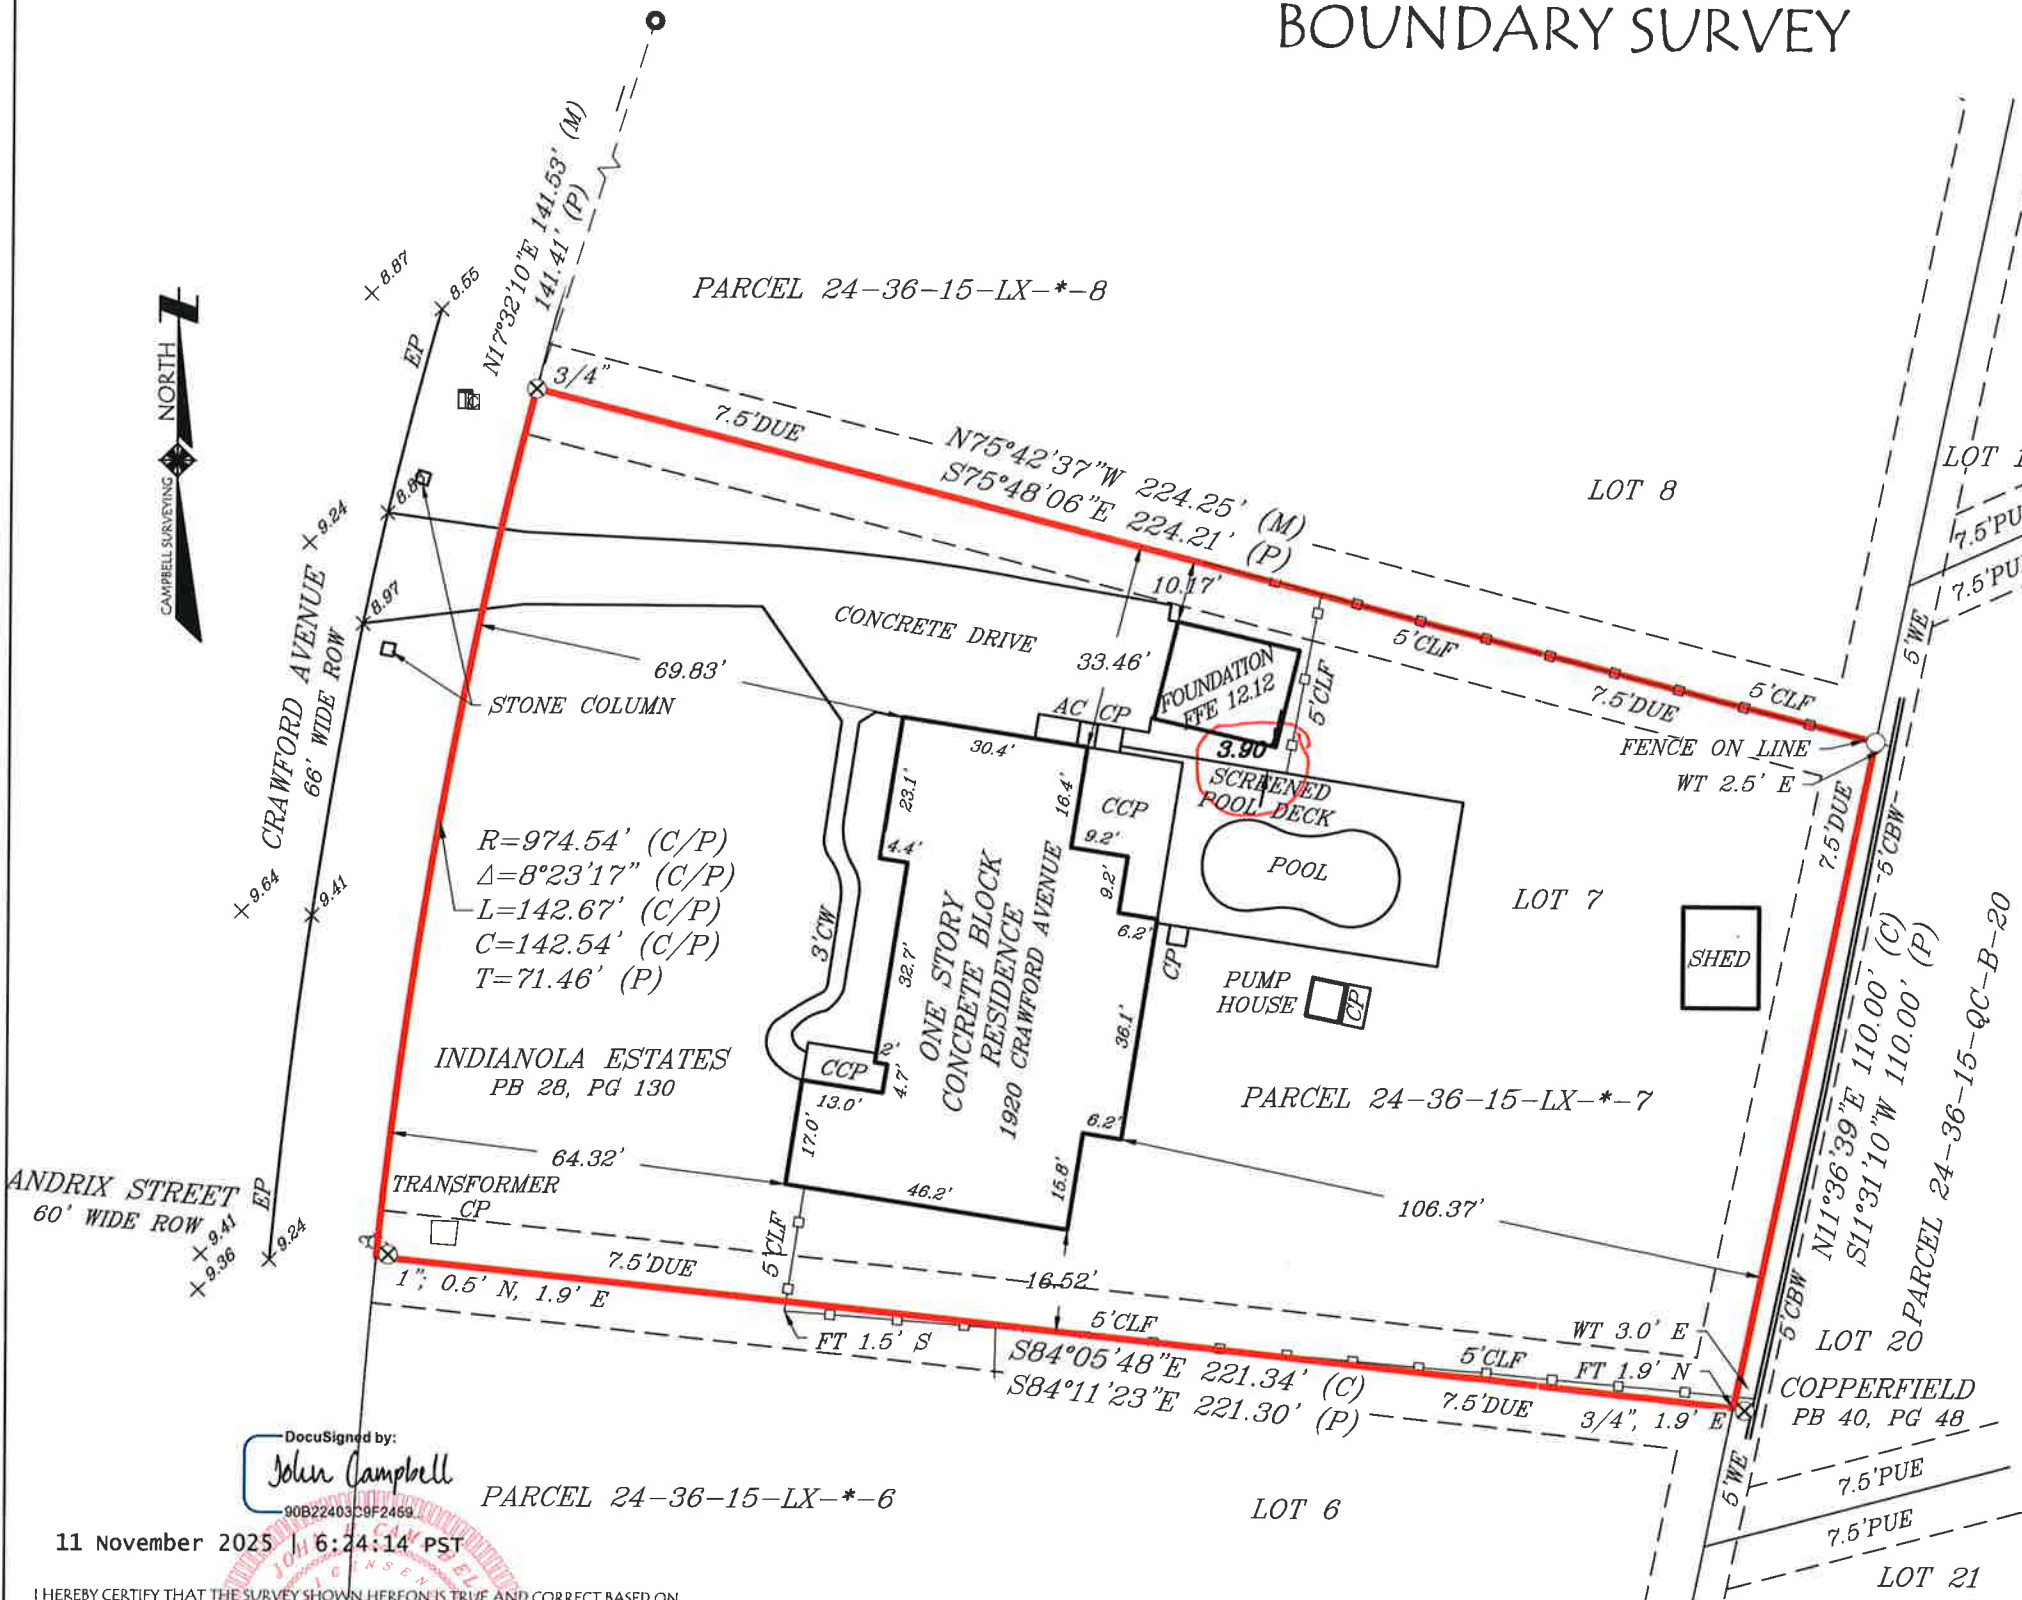 BOUNDARY SURVEY
N17°32'10"E 141.53' (M)
141.41' (P)
8.87
8.55
EP
PARCEL 24-36-15-LX-*-8
NORTH
CAMPBELL SURVEYING
3/4"
7.5'DUE
N75°42'37"W 224.25' (M)
S75°48'06"E 224.21' (P)
LOT 8
7.5'PUE
9.24
8.97
CRAWFORD AVENUE
66' WIDE ROW
CONCRETE DRIVE
10.17'
33.46'
5'CLF
5'WE
69.83'
STONE COLUMN
FOUNDATION
FFE 12.12
5'CLF
7.5'DUE
5'CLF
AC
CP
30.4'
3.90
FENCE ON LINE
WT 2.5' E
SCREENED
POOL DECK
23.1'
16.4'
CCP
7.5'DUE
5'CBW
R=974.54' (C/P)
Δ=8°23'17" (C/P)
L=142.67' (C/P)
C=142.54' (C/P)
T=71.46' (P)
4.4'
9.2'
9.2'
POOL
LOT 7
9.64
9.41
3'CW
32.7'
6.2'
CP
ONE STORY
CONCRETE BLOCK
RESIDENCE
1920 CRAWFORD AVENUE
PUMP
HOUSE
CP
SHED
N11°36'39"E 110.00' (C)
S11°31'10"W 110.00' (P)
PARCEL 24-36-15-QC-B-20
36.1'
INDIANOLA ESTATES
PB 28, PG 130
CCP
2'
4.7'
13.0'
17.0'
PARCEL 24-36-15-LX-*-7
6.2'
64.32'
15.8'
46.2'
106.37'
ANDRIX STREET
60' WIDE ROW
EP
9.41
9.36
9.24
TRANSFORMER
CP
5'CLF
7.5'DUE
16.52'
1"; 0.5' N, 1.9' E
FT 1.5' S
5'CLF
WT 3.0' E
5'CBW
LOT 20
S84°05'48"E 221.34' (C)
S84°11'23"E 221.30' (P)
5'CLF
FT 1.9' N
7.5'DUE
3/4", 1.9' E
COPPERFIELD
PB 40, PG 48
DocuSigned by:
John Campbell
90B22403C9F2459...
PARCEL 24-36-15-LX-*-6
LOT 6
5'WE
7.5'PUE
7.5'PUE
11 November 2025 | 6:24:14 PST
LOT 21
I HEREBY CERTIFY THAT THE SURVEY SHOWN HEREON IS TRUE AND CORRECT BASED ON